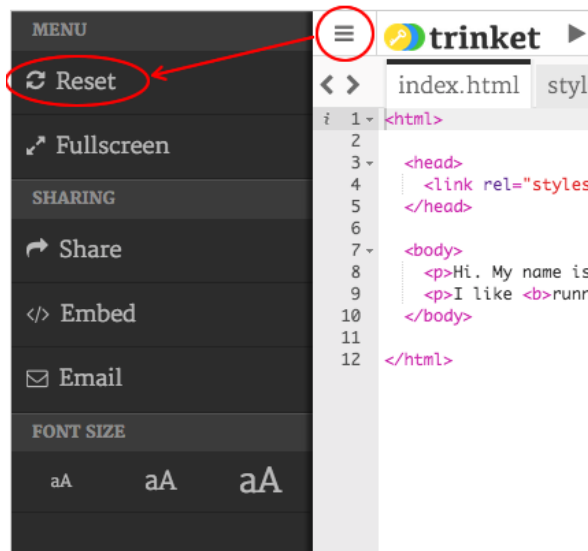 MENU
Reset
Fullscreen
SHARING
Share
</> Embed
Email
FONT SIZE
aA aA aA
trinket
index.html styl
i 1 <html>
2
3 <head>
4 <link rel="styles
5 </head>
6
7 <body>
8 <p>Hi. My name is
9 <p>I like <b>runn
10 </body>
11
12 </html>